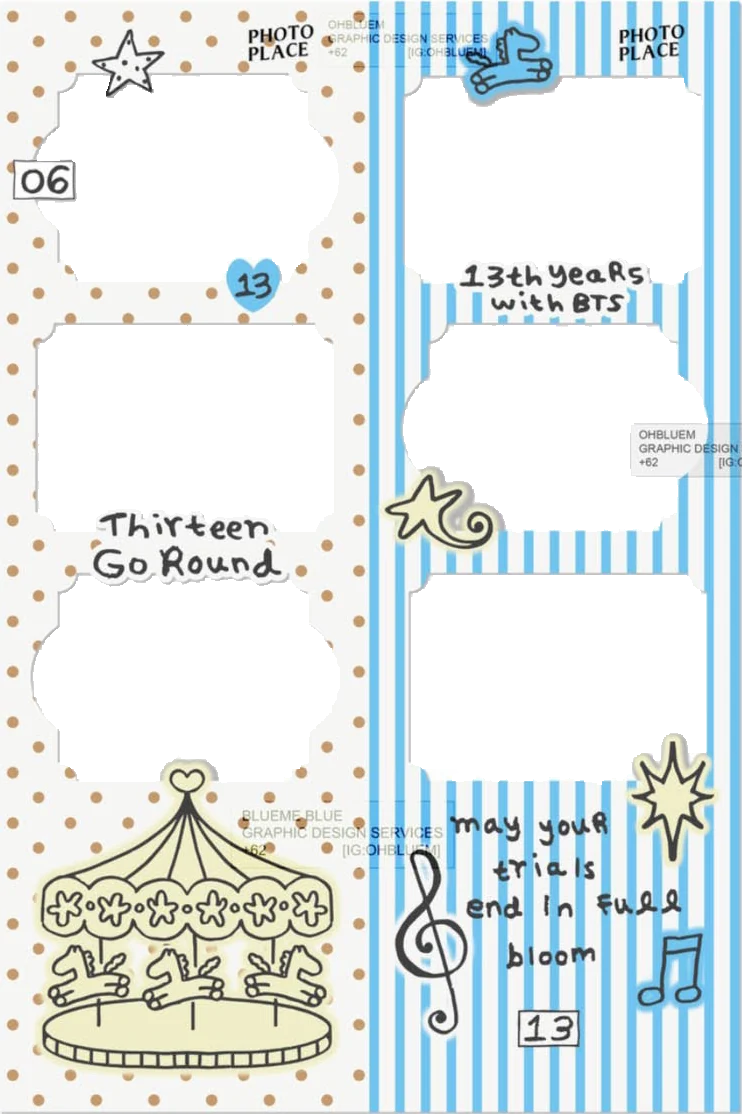 PHOTO
PLACE
OHBLUEM
GRAPHIC DESIGN SERVICES
+62 [IG:OHBLUEM]
PHOTO
PLACE
06
13
13th yeaRs
with BTS
OHBLUEM
GRAPHIC DESIGN
+62 [IG:O
Thirteen
Go Round
BLUEME.BLUE
GRAPHIC DESIGN SERVICES
+62 [IG:OHBLUEM]
may youR
trials
end in full
bloom
13